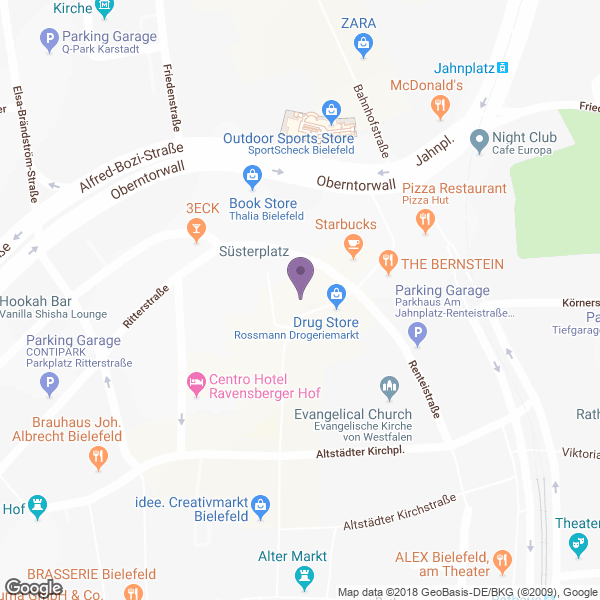 Kirche
ZARA
Parking Garage
Q-Park Karstadt
Jahnplatz
McDonald's
Elsa-Brändström-Straße
Friedenstraße
Bahnhofstraße
Outdoor Sports Store
SportScheck Bielefeld
Jahnpl.
Night Club
Cafe Europa
Alfred-Bozi-Straße
Oberntorwall
Book Store
Thalia Bielefeld
Oberntorwall
Pizza Restaurant
Pizza Hut
3ECK
Starbucks
Süsterplatz
THE BERNSTEIN
Hookah Bar
Vanilla Shisha Lounge
Ritterstraße
Parking Garage
Parkhaus Am
Jahnplatz-Renteistraße...
Drug Store
Rossmann Drogeriemarkt
Parking Garage
CONTIPARK
Parkplatz Ritterstraße
Centro Hotel
Ravensberger Hof
Renteistraße
Evangelical Church
Evangelische Kirche
von Westfalen
Brauhaus Joh.
Albrecht Bielefeld
Altstädter Kirchpl.
idee. Creativmarkt
Bielefeld
Altstädter Kirchstraße
Hof
Alter Markt
ALEX Bielefeld,
am Theater
Theater
BRASSERIE Bielefeld
GmbH & Co.
Google
Map data ©2018 GeoBasis-DE/BKG (©2009), Google